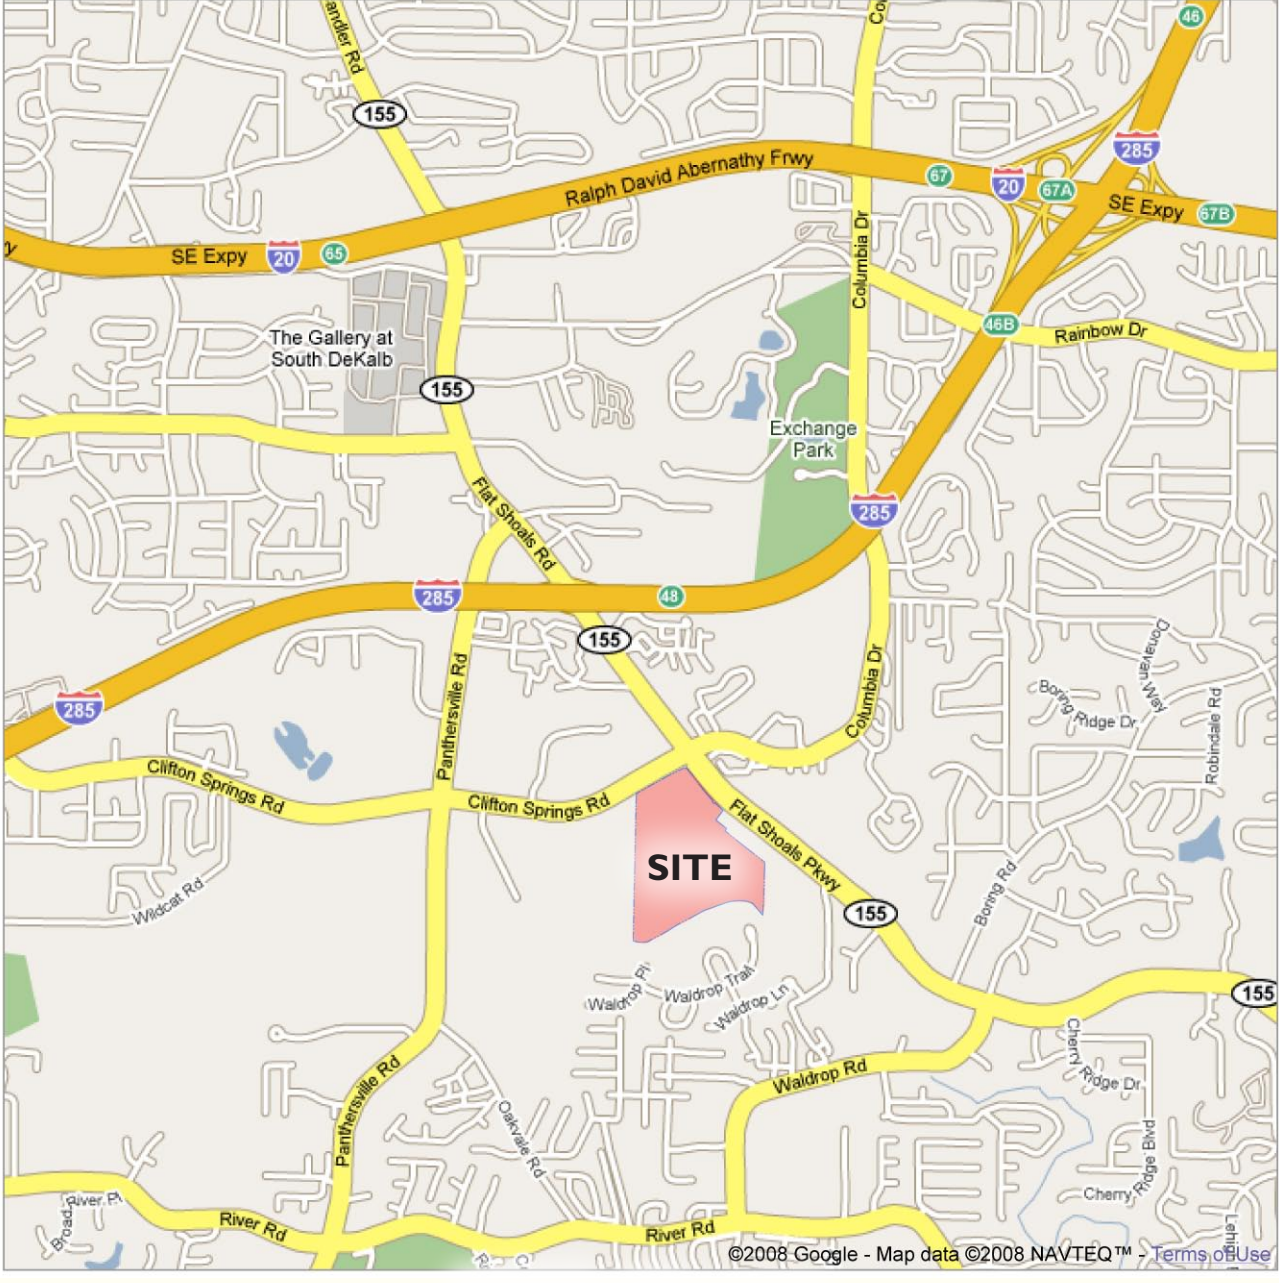 andler Rd
46
155
285
Ralph David Abernathy Frwy
67
20
67A
SE Expy
67B
SE Expy
20
65
Columbia Dr
46B
Rainbow Dr
The Gallery at
South DeKalb
155
Exchange
Park
Flat Shoals Rd
285
285
48
155
Donavan Way
Boring Ridge Dr
Robindale Rd
Columbia Dr
Panthersville Rd
285
Clifton Springs Rd
Clifton Springs Rd
Flat Shoals Pkwy
SITE
Wildcat Rd
Boring Rd
155
Waldrop Pl
Waldrop Trail
Waldrop Ln
155
Cherry Ridge Dr
Waldrop Rd
Panthersville Rd
Oakvale Rd
Cherry Ridge Blvd
Cherry
River Pl
Broad
River Rd
River Rd
Lehigh
©2008 Google - Map data ©2008 NAVTEQ™ - Terms of Use